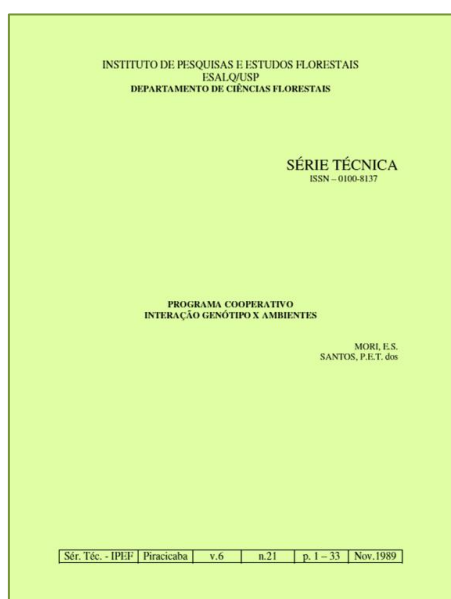 INSTITUTO DE PESQUISAS E ESTUDOS FLORESTAIS
ESALQ/USP
DEPARTAMENTO DE CIÊNCIAS FLORESTAIS
SÉRIE TÉCNICA
ISSN – 0100-8137
PROGRAMA COOPERATIVO
INTERAÇÃO GENÓTIPO X AMBIENTES
MORI, E.S.
SANTOS, P.E.T. dos
Sér. Téc. - IPEF Piracicaba v.6 n.21 p. 1 – 33 Nov.1989